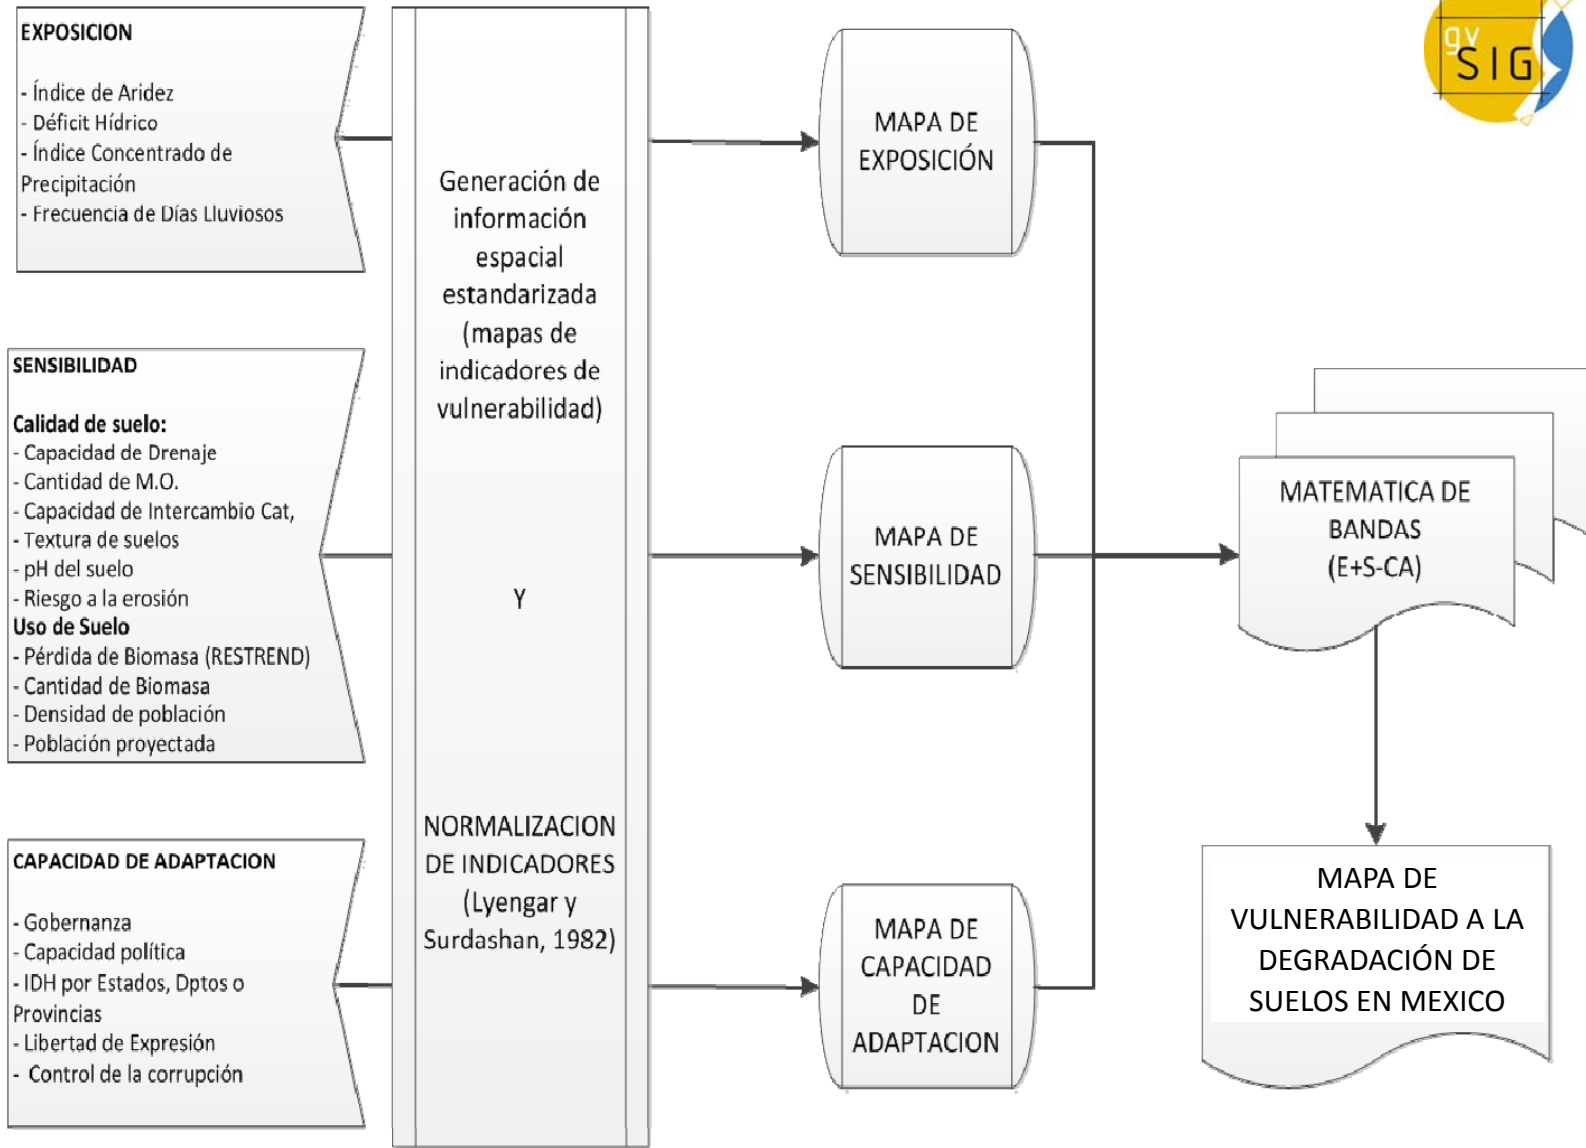 EXPOSICION
- Índice de Aridez
- Déficit Hídrico
- Índice Concentrado de
Precipitación
- Frecuencia de Días Lluviosos
SENSIBILIDAD
Calidad de suelo:
- Capacidad de Drenaje
- Cantidad de M.O.
- Capacidad de Intercambio Cat,
- Textura de suelos
- pH del suelo
- Riesgo a la erosión
Uso de Suelo
- Pérdida de Biomasa (RESTREND)
- Cantidad de Biomasa
- Densidad de población
- Población proyectada
CAPACIDAD DE ADAPTACION
- Gobernanza
- Capacidad política
- IDH por Estados, Dptos o
Provincias
- Libertad de Expresión
- Control de la corrupción
Generación de
información
espacial
estandarizada
(mapas de
indicadores de
vulnerabilidad)
Y
NORMALIZACION
DE INDICADORES
(Lyengar y
Surdashan, 1982)
MAPA DE
EXPOSICIÓN
MAPA DE
SENSIBILIDAD
MAPA DE
CAPACIDAD
DE
ADAPTACION
gv
SIG
MATEMATICA DE
BANDAS
(E+S-CA)
MAPA DE
VULNERABILIDAD A LA
DEGRADACIÓN DE
SUELOS EN MEXICO